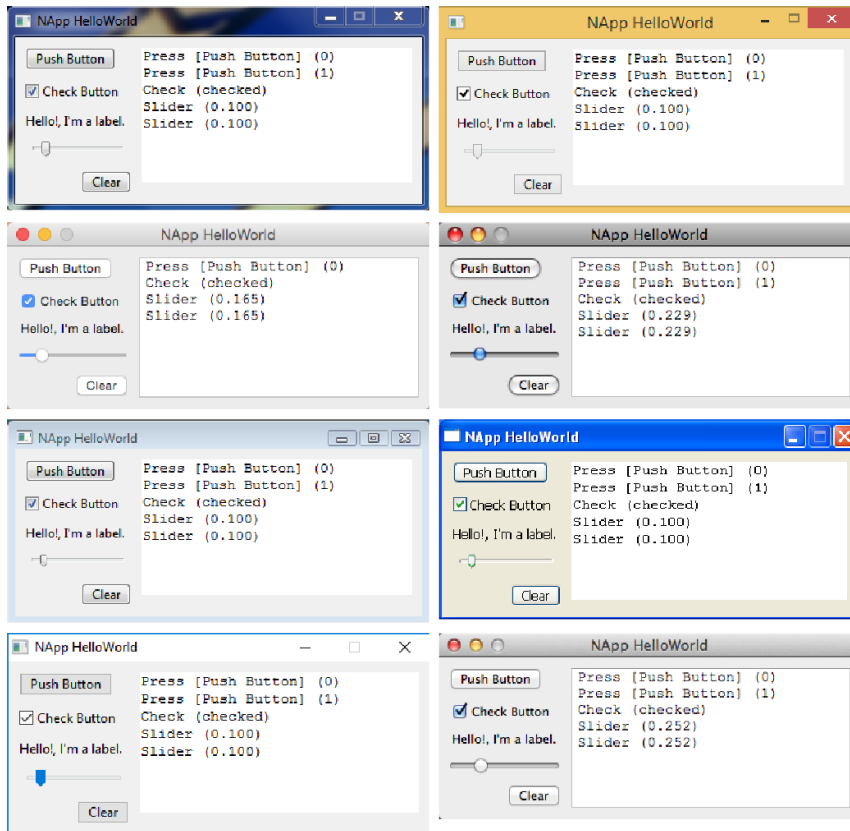 NApp HelloWorld
Push Button
Check Button
Hello!, I'm a label.
Clear
Press [Push Button] (0)
Press [Push Button] (1)
Check (checked)
Slider (0.100)
Slider (0.100)
NApp HelloWorld
Push Button
Check Button
Hello!, I'm a label.
Clear
Press [Push Button] (0)
Press [Push Button] (1)
Check (checked)
Slider (0.100)
Slider (0.100)
NApp HelloWorld
Push Button
Check Button
Hello!, I'm a label.
Clear
Press [Push Button] (0)
Check (checked)
Slider (0.165)
Slider (0.165)
NApp HelloWorld
Push Button
Check Button
Hello!, I'm a label.
Clear
Press [Push Button] (0)
Press [Push Button] (1)
Check (checked)
Slider (0.229)
Slider (0.229)
NApp HelloWorld
Push Button
Check Button
Hello!, I'm a label.
Clear
Press [Push Button] (0)
Press [Push Button] (1)
Check (checked)
Slider (0.100)
Slider (0.100)
NApp HelloWorld
Push Button
Check Button
Hello!, I'm a label.
Clear
Press [Push Button] (0)
Press [Push Button] (1)
Check (checked)
Slider (0.100)
Slider (0.100)
NApp HelloWorld
Push Button
Check Button
Hello!, I'm a label.
Clear
Press [Push Button] (0)
Press [Push Button] (1)
Check (checked)
Slider (0.100)
Slider (0.100)
NApp HelloWorld
Push Button
Check Button
Hello!, I'm a label.
Clear
Press [Push Button] (0)
Press [Push Button] (1)
Check (checked)
Slider (0.252)
Slider (0.252)